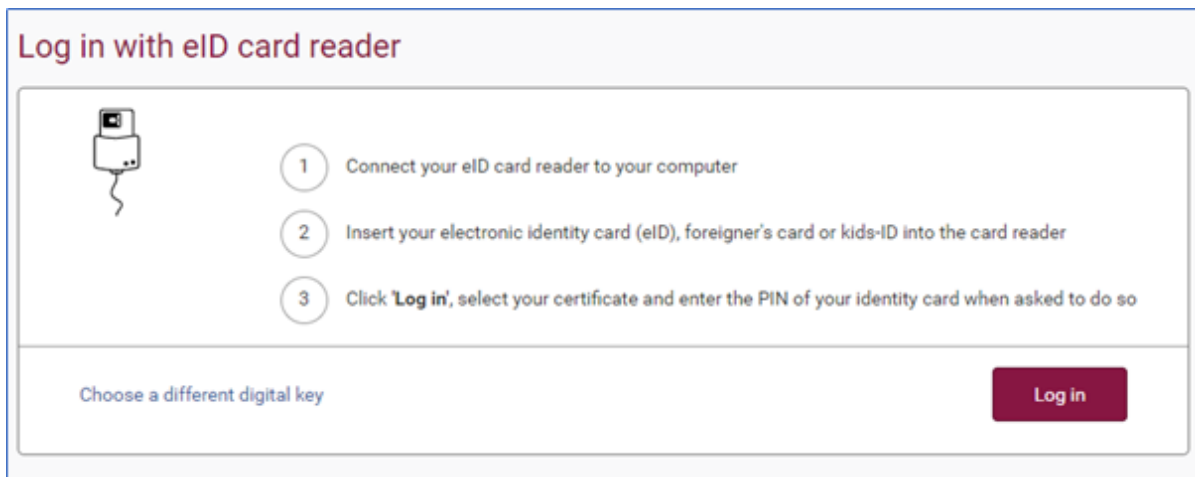 Log in with eID card reader
1 Connect your eID card reader to your computer
2 Insert your electronic identity card (eID), foreigner's card or kids-ID into the card reader
3 Click 'Log in', select your certificate and enter the PIN of your identity card when asked to do so
Choose a different digital key
Log in